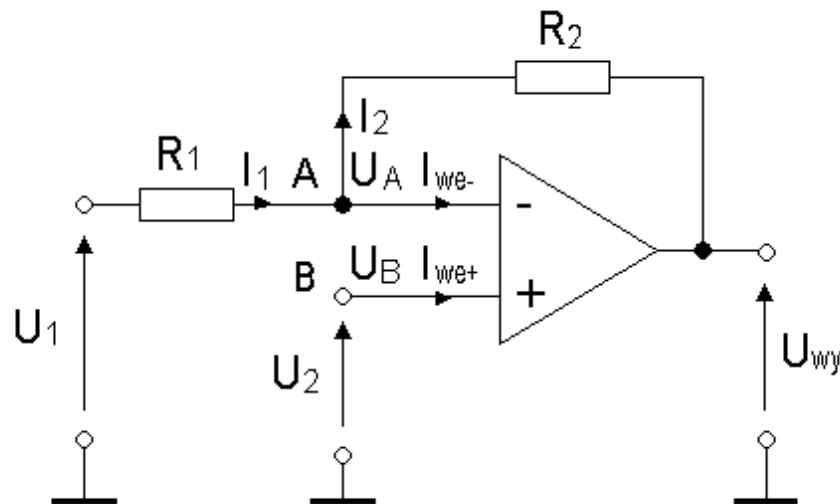 R2
I2
R1 I1 A UA Iwe- -
B UB Iwe+ +
U1 U2 Uwy